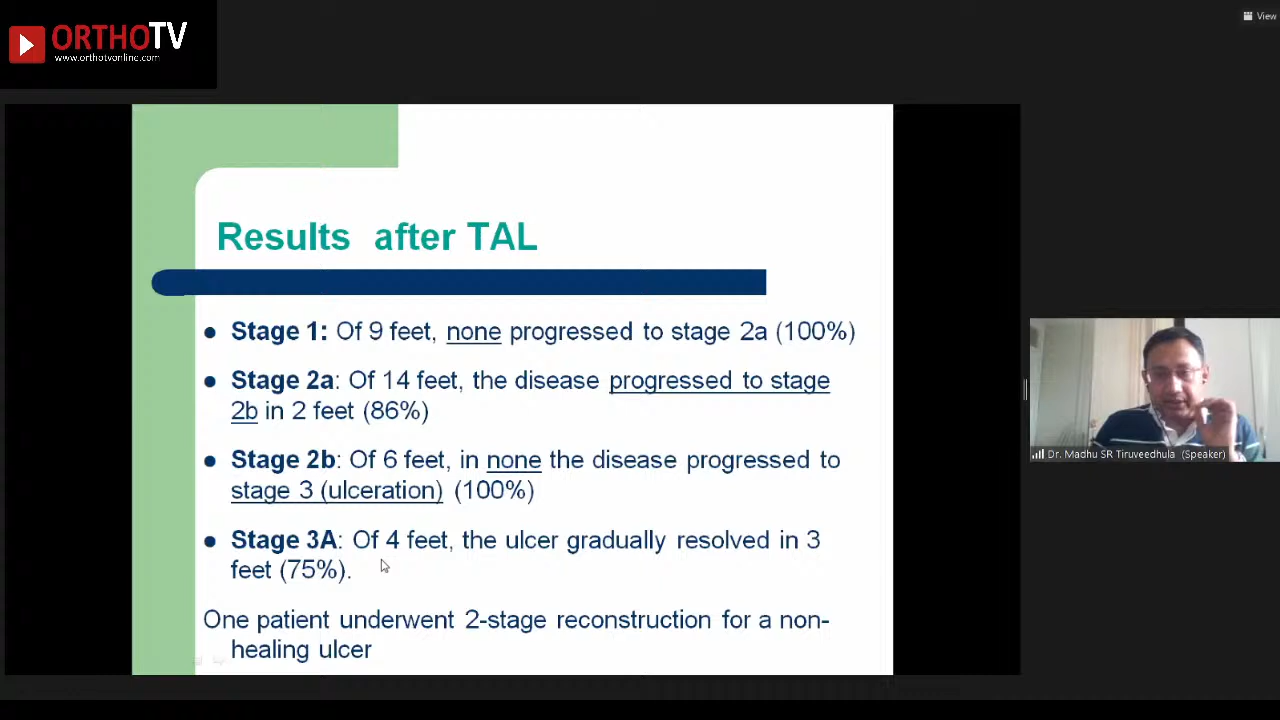 ORTHOTV
www.orthotvonline.com
View
Results after TAL
Stage 1: Of 9 feet, none progressed to stage 2a (100%)
Stage 2a: Of 14 feet, the disease progressed to stage
2b in 2 feet (86%)
Stage 2b: Of 6 feet, in none the disease progressed to
stage 3 (ulceration) (100%)
Stage 3A: Of 4 feet, the ulcer gradually resolved in 3
feet (75%).
One patient underwent 2-stage reconstruction for a non-
healing ulcer
Dr. Madhu SR Tiruveedhula (Speaker)